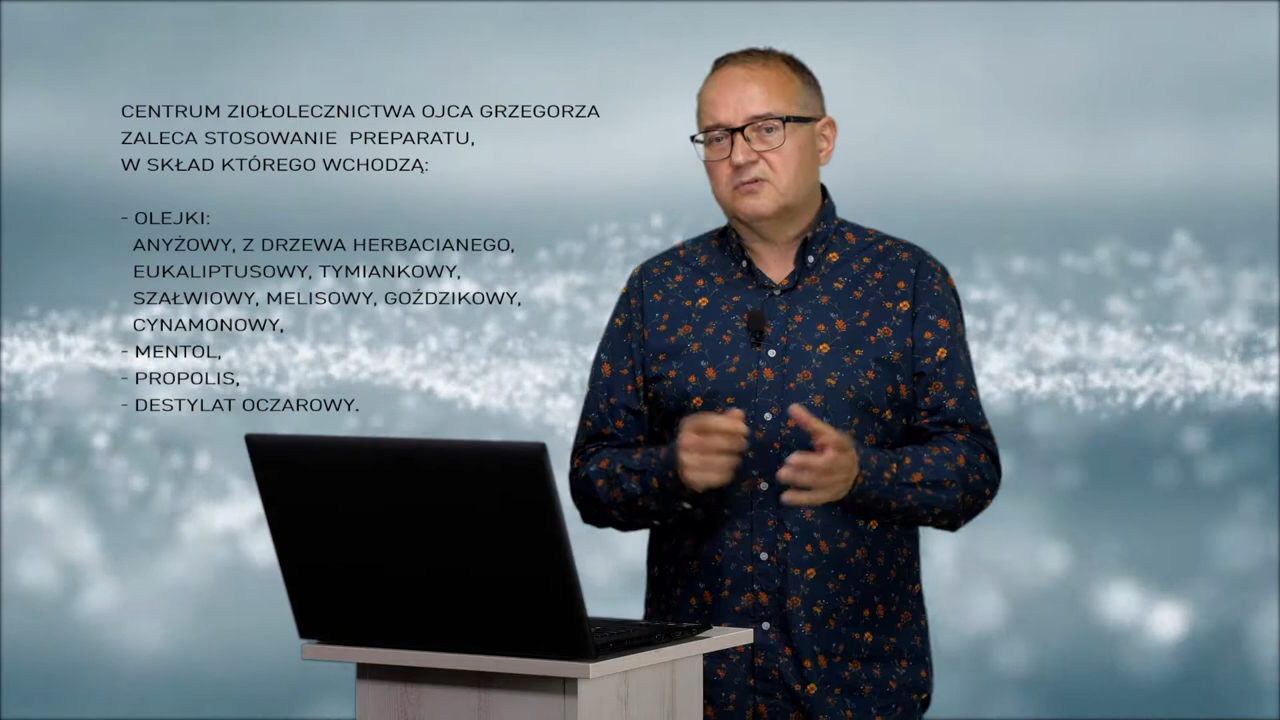 CENTRUM ZIOŁOLECZNICTWA OJCA GRZEGORZA
ZALECA STOSOWANIE PREPARATU,
W SKŁAD KTÓREGO WCHODZĄ:
- OLEJKI:
ANYŻOWY, Z DRZEWA HERBACIANEGO,
EUKALIPTUSOWY, TYMIANKOWY,
SZAŁWIOWY, MELISOWY, GOŹDZIKOWY,
CYNAMONOWY,
- MENTOL,
- PROPOLIS,
- DESTYLAT OCZAROWY.